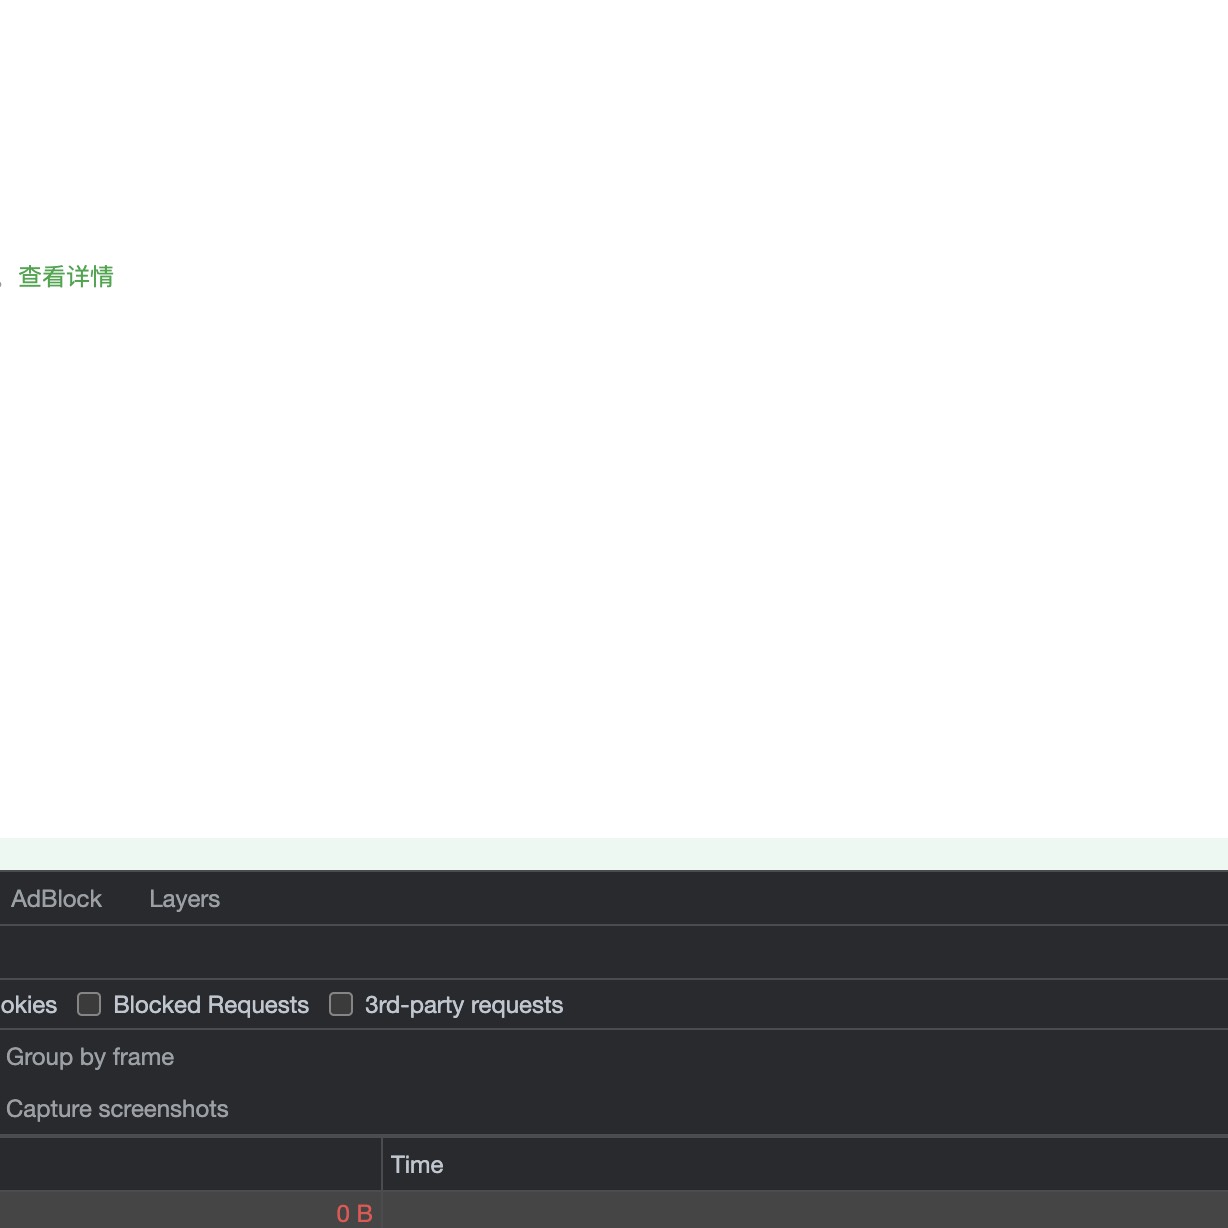 查看详情
AdBlock Layers
okies Blocked Requests 3rd-party requests
Group by frame
Capture screenshots
Time
0 B